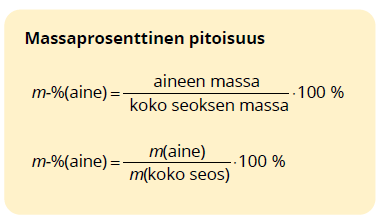 Massaprosenttinen pitoisuus
m-%(aine) = aineen massa / koko seoksen massa · 100 %
m-%(aine) = m(aine) / m(koko seos) · 100 %